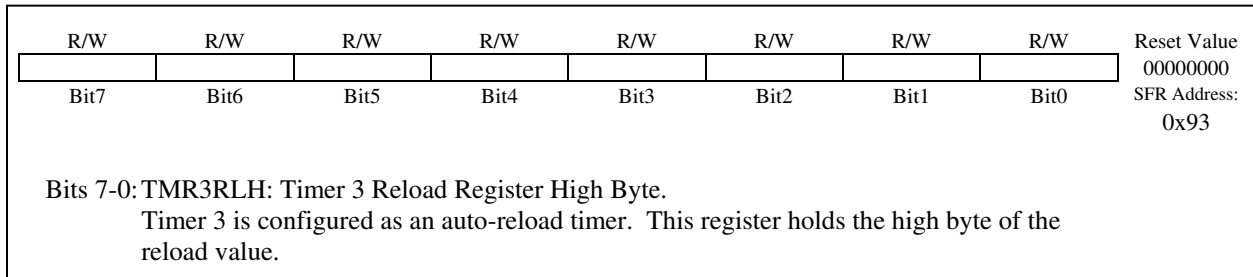 R/W R/W R/W R/W R/W R/W R/W R/W Reset Value
00000000
Bit7 Bit6 Bit5 Bit4 Bit3 Bit2 Bit1 Bit0 SFR Address:
0x93
Bits 7-0: TMR3RLH: Timer 3 Reload Register High Byte.
Timer 3 is configured as an auto-reload timer. This register holds the high byte of the
reload value.